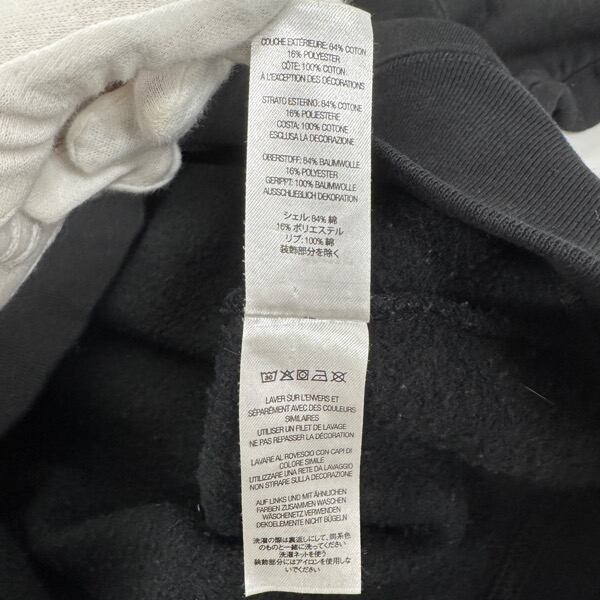 COUCHE EXTÉRIEURE: 84% COTON
16% POLYESTER
CÔTE: 100% COTON
À L'EXCEPTION DES DÉCORATIONS
STRATO ESTERNO: 84% COTONE
16% POLIESTERE
COSTA: 100% COTONE
ESCLUSA LA DECORAZIONE
OBERSTOFF: 84% BAUMWOLLE
16% POLYESTER
GERIPPT: 100% BAUMWOLLE
AUSSCHLIEßLICH DEKORATION
シェル: 84% 綿
16% ポリエステル
リブ: 100% 綿
装飾部分を除く
30
LAVER SUR L'ENVERS ET
SÉPARÉMENT AVEC DES COULEURS
SIMILAIRES
UTILISER UN FILET DE LAVAGE
NE PAS REPASSER LA DÉCORATION
LAVARE AL ROVESCIO CON CAPI DI
COLORE SIMILE
UTILIZZARE UNA RETE DA LAVAGGIO
NON STIRARE SULLA DECORAZIONE
AUF LINKS UND MIT ÄHNLICHEN
FARBEN ZUSAMMEN WASCHEN
WÄSCHENETZ VERWENDEN
DEKOELEMENTE NICHT BÜGELN
洗濯の際は裏返しにして、同系色
のものと一緒に洗ってください
洗濯ネットを使う
装飾部分にはアイロンを使用しな
いでください